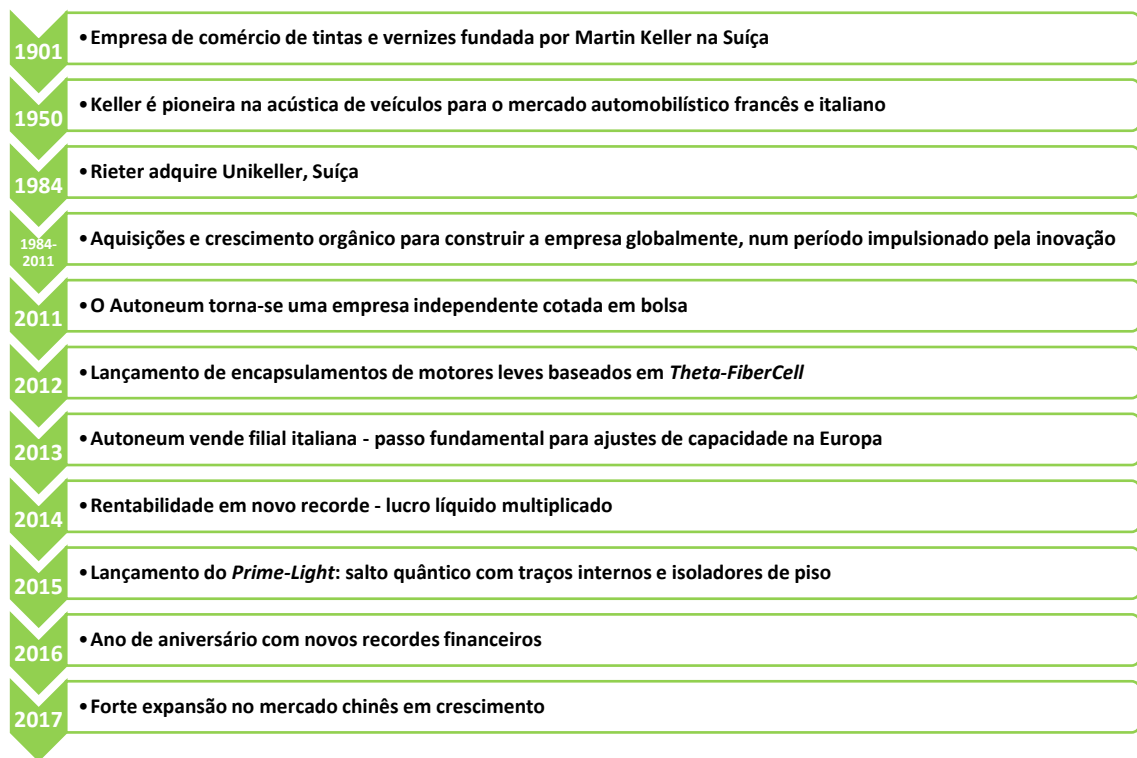 1901
•Empresa de comércio de tintas e vernizes fundada por Martin Keller na Suíça
1950
•Keller é pioneira na acústica de veículos para o mercado automobilístico francês e italiano
1984
•Rieter adquire Unikeller, Suíça
1984-
2011
•Aquisições e crescimento orgânico para construir a empresa globalmente, num período impulsionado pela inovação
2011
•O Autoneum torna-se uma empresa independente cotada em bolsa
2012
•Lançamento de encapsulamentos de motores leves baseados em Theta-FiberCell
2013
•Autoneum vende filial italiana - passo fundamental para ajustes de capacidade na Europa
2014
•Rentabilidade em novo recorde - lucro líquido multiplicado
2015
•Lançamento do Prime-Light: salto quântico com traços internos e isoladores de piso
2016
•Ano de aniversário com novos recordes financeiros
2017
•Forte expansão no mercado chinês em crescimento